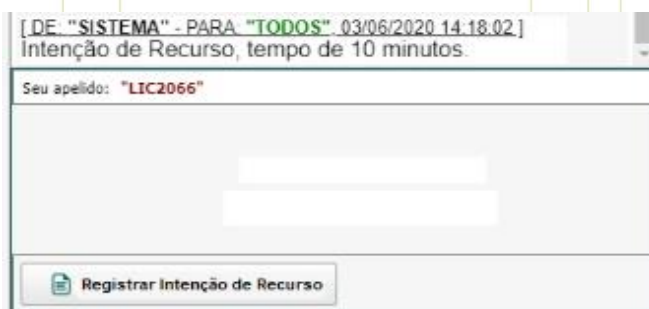 [ DE: "SISTEMA" - PARA: "TODOS", 03/06/2020 14:18:02 ]
Intenção de Recurso, tempo de 10 minutos.
Seu apelido: "LIC2066"
Registrar Intenção de Recurso